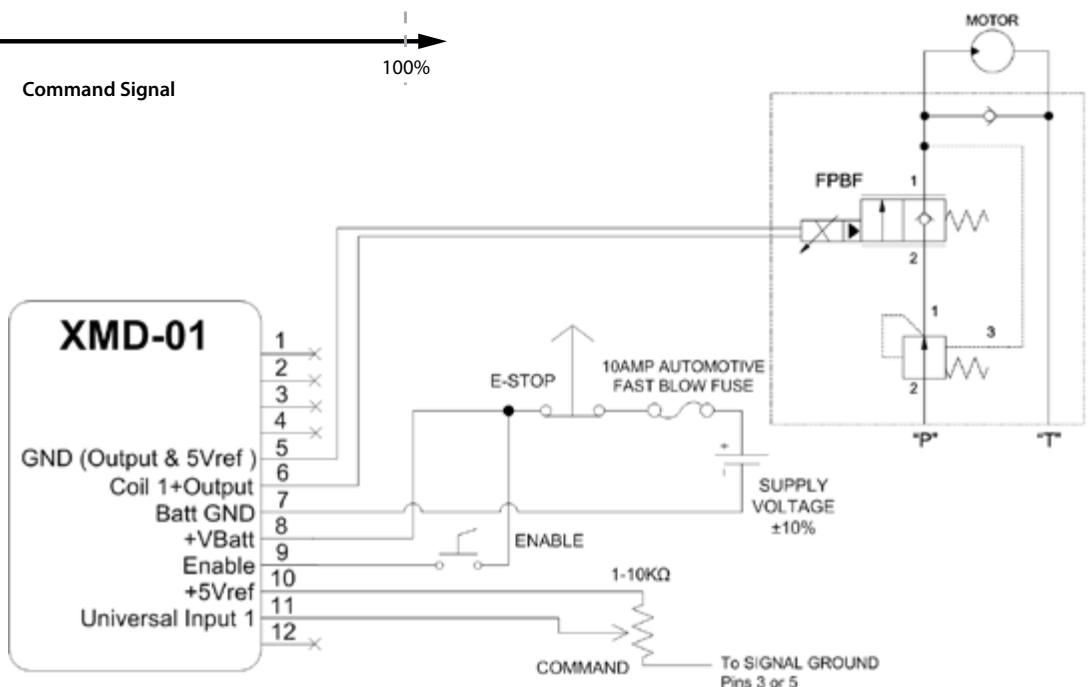 100%
Command Signal
MOTOR
FPBF
1
2
1
3
2
"P"
"T"
XMD-01
1
2
3
4
5
GND (Output & 5Vref )
6
Coil 1+Output
7
Batt GND
8
+VBatt
9
Enable
10
+5Vref
11
Universal Input 1
12
E-STOP
10AMP AUTOMOTIVE
FAST BLOW FUSE
+
-
SUPPLY
VOLTAGE
±10%
ENABLE
1-10KΩ
COMMAND
To SIGNAL GROUND
Pins 3 or 5